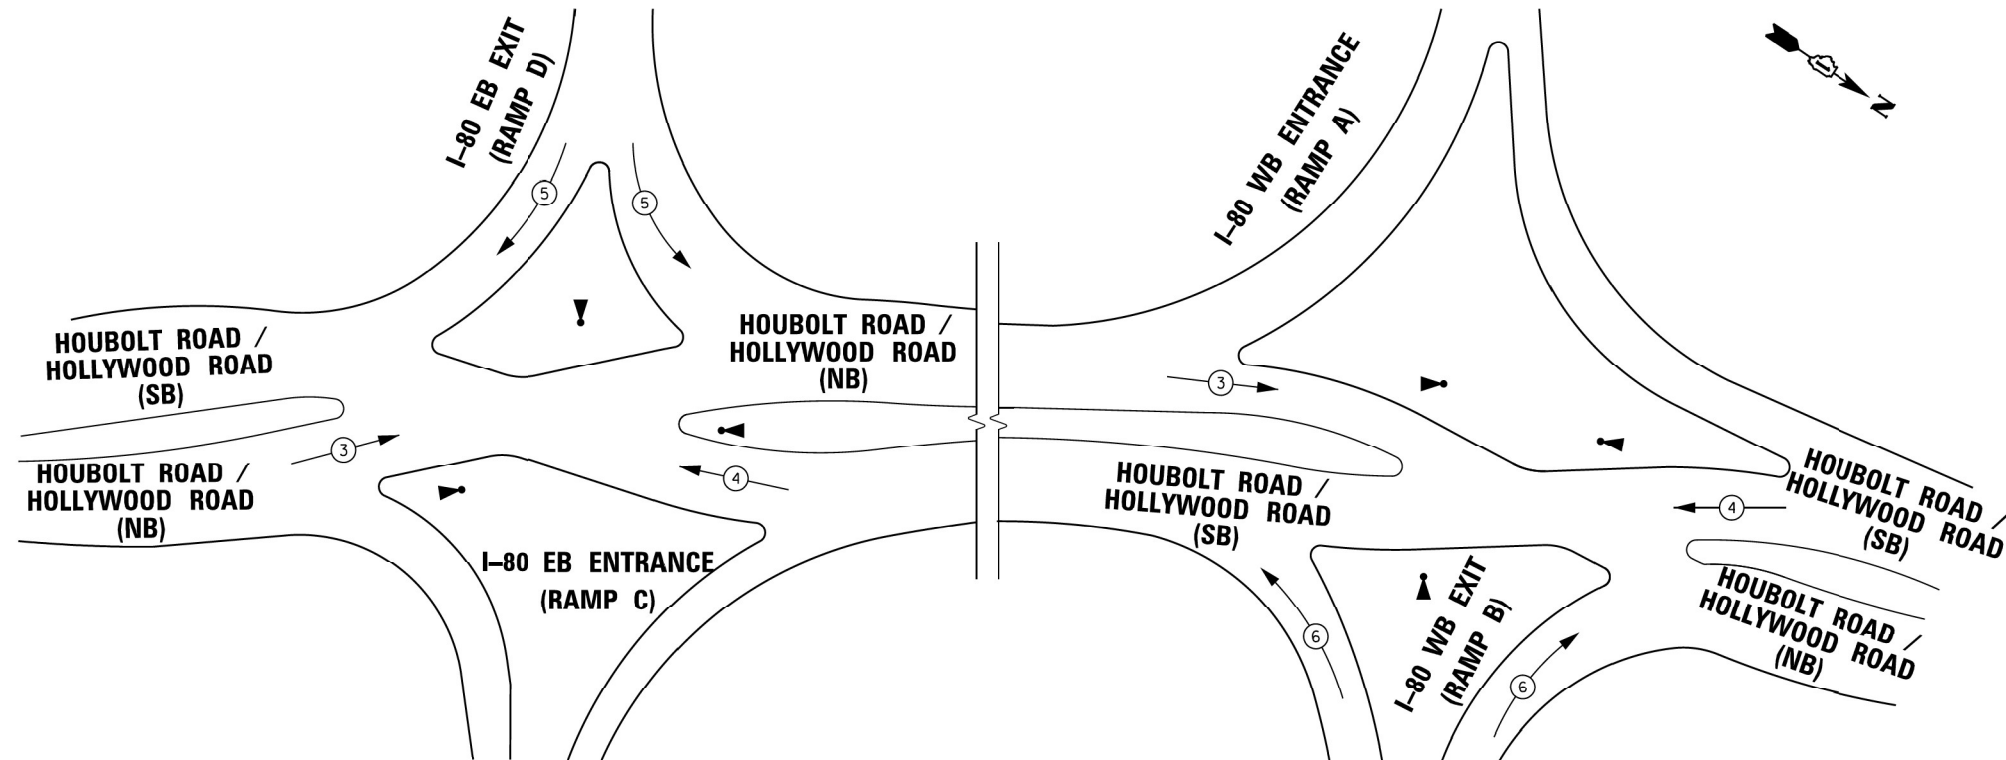 I-80 EB EXIT
(RAMP D)
5
5
HOUBOLT ROAD /
HOLLYWOOD ROAD
(SB)
3
HOUBOLT ROAD /
HOLLYWOOD ROAD
(NB)
HOUBOLT ROAD /
HOLLYWOOD ROAD
(NB)
4
I-80 EB ENTRANCE
(RAMP C)
I-80 WB ENTRANCE
(RAMP A)
N
3
HOUBOLT ROAD /
HOLLYWOOD ROAD
(SB)
HOUBOLT ROAD /
HOLLYWOOD ROAD
(SB)
4
HOUBOLT ROAD /
HOLLYWOOD ROAD
(NB)
I-80 WB EXIT
(RAMP B)
6
6